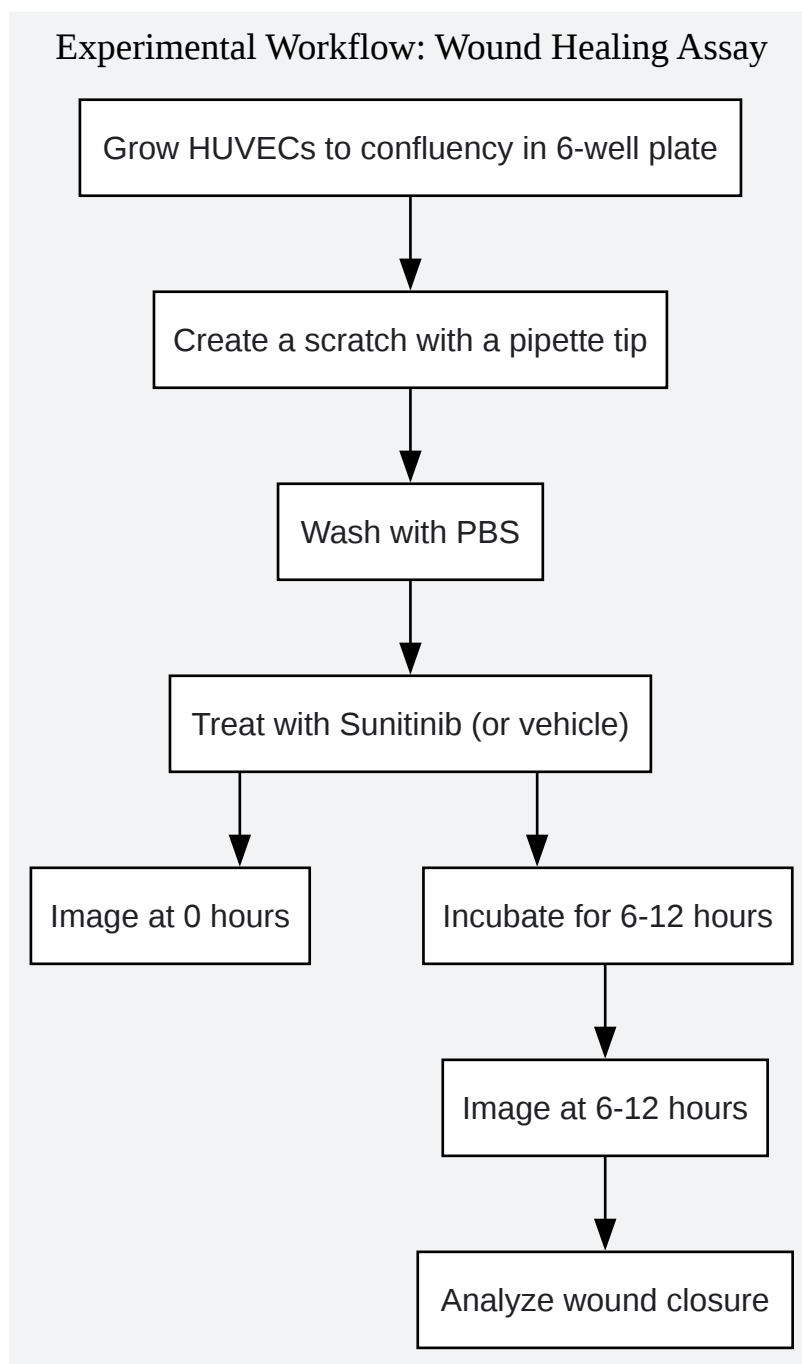 Experimental Workflow: Wound Healing Assay
Grow HUVECs to confluency in 6-well plate
Create a scratch with a pipette tip
Wash with PBS
Treat with Sunitinib (or vehicle)
Image at 0 hours
Incubate for 6-12 hours
Image at 6-12 hours
Analyze wound closure